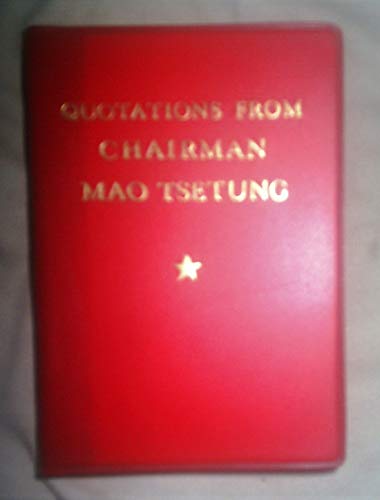 QUOTATIONS FROM
CHAIRMAN
MAO TSETUNG